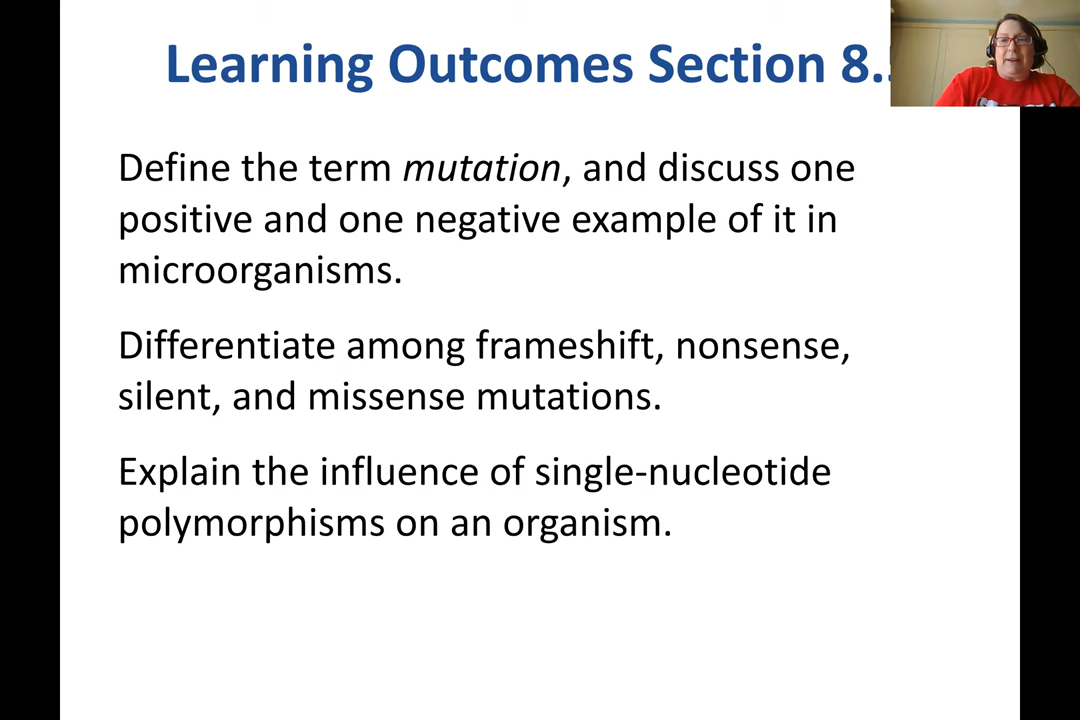 Learning Outcomes Section 8.
Define the term mutation, and discuss one
positive and one negative example of it in
microorganisms.
Differentiate among frameshift, nonsense,
silent, and missense mutations.
Explain the influence of single-nucleotide
polymorphisms on an organism.